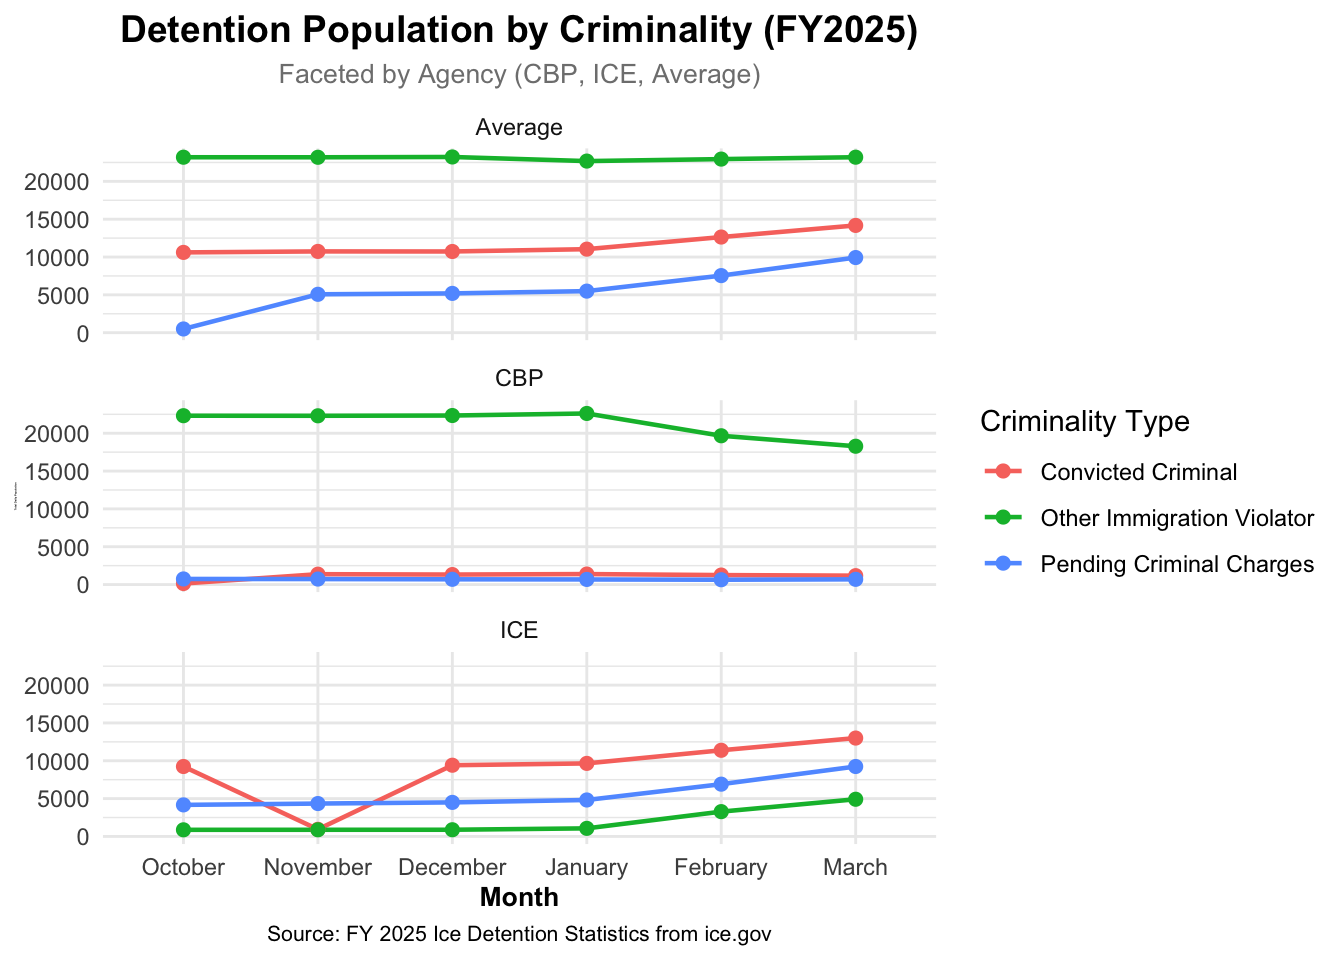 Detention Population by Criminality (FY2025)
Faceted by Agency (CBP, ICE, Average)
Average
20000
15000
10000
5000
0
CBP
20000
15000
10000
5000
0
ICE
20000
15000
10000
5000
0
October November December January February March
Month
Source: FY 2025 Ice Detention Statistics from ice.gov
Criminality Type
Convicted Criminal
Other Immigration Violator
Pending Criminal Charges